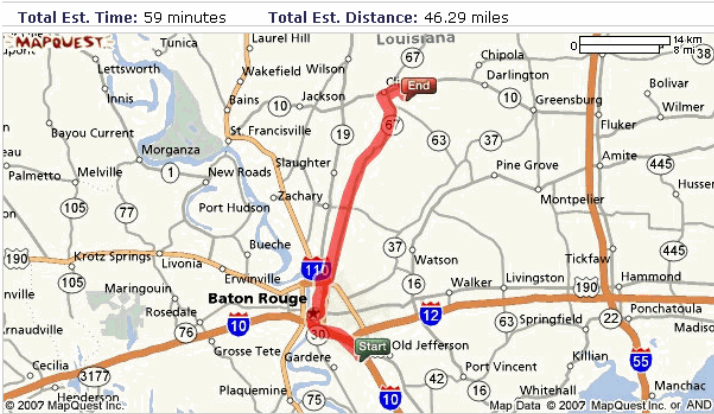 Total Est. Time: 59 minutes Total Est. Distance: 46.29 miles
MAPQUEST
Tunica
Laurel Hill
Louisiana
14 km
0
8 mi
38
67
Chipola
Lettsworth
Wakefield
Wilson
Innis
Bains
10
Jackson
End
Darlington
10
Greensburg
Bolivar
Wilmer
Fluker
Bayou Current
St. Francisville
19
67
63
37
Morganza
Slaughter
Amite
445
Palmetto
Melville
1
New Roads
Pine Grove
Husser
105
77
Port Hudson
Zachary
Montpelier
190
Krotz Springs
Bueche
37
Watson
445
Tickfaw
Livonia
Erwinville
110
Maringouin
105
Baton Rouge
16
Walker
Livingston
190
Hammond
Rosedale
76
10
30
12
63
Springfield
22
Ponchatoula
Grosse Tete
Start
Old Jefferson
Cecilia
Gardere
Killian
55
3177
Plaquemine
75
42
16
Port Vincent
Whitehall
Manchac
Henderson
10
© 2007 MapQuest Inc.
Map Data © 2007 MapQuest Inc. or AND